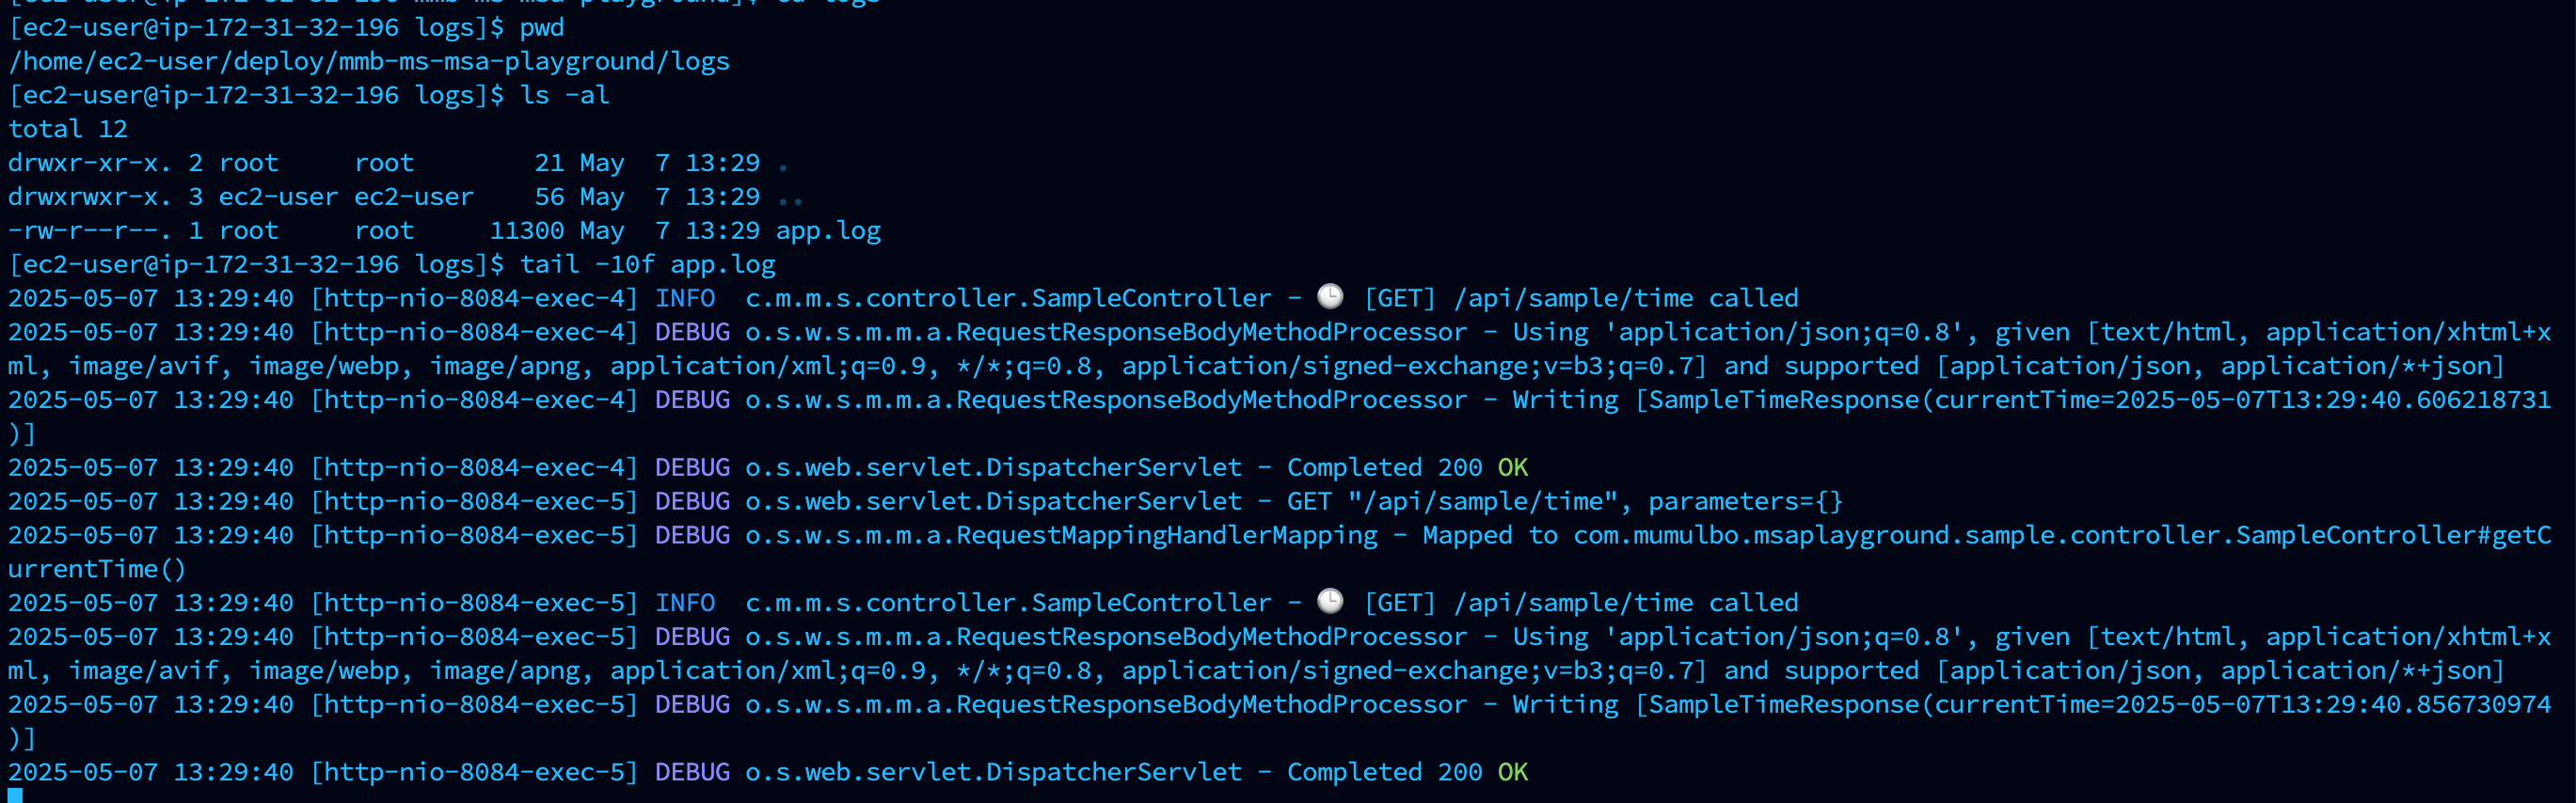 [ec2-user@ip-172-31-32-196 mmb-ms-msa-playground]$ cd logs
[ec2-user@ip-172-31-32-196 logs]$ pwd
/home/ec2-user/deploy/mmb-ms-msa-playground/logs
[ec2-user@ip-172-31-32-196 logs]$ ls -al
total 12
drwxr-xr-x. 2 root     root        21 May  7 13:29 .
drwxrwxr-x. 3 ec2-user ec2-user    56 May  7 13:29 ..
-rw-r--r--. 1 root     root     11300 May  7 13:29 app.log
[ec2-user@ip-172-31-32-196 logs]$ tail -10f app.log
2025-05-07 13:29:40 [http-nio-8084-exec-4] INFO  c.m.m.s.controller.SampleController - 🕒 [GET] /api/sample/time called
2025-05-07 13:29:40 [http-nio-8084-exec-4] DEBUG o.s.w.s.m.m.a.RequestResponseBodyMethodProcessor - Using 'application/json;q=0.8', given [text/html, application/xhtml+x
ml, image/avif, image/webp, image/apng, application/xml;q=0.9, */*;q=0.8, application/signed-exchange;v=b3;q=0.7] and supported [application/json, application/*+json]
2025-05-07 13:29:40 [http-nio-8084-exec-4] DEBUG o.s.w.s.m.m.a.RequestResponseBodyMethodProcessor - Writing [SampleTimeResponse(currentTime=2025-05-07T13:29:40.606218731
)]
2025-05-07 13:29:40 [http-nio-8084-exec-4] DEBUG o.s.web.servlet.DispatcherServlet - Completed 200 OK
2025-05-07 13:29:40 [http-nio-8084-exec-5] DEBUG o.s.web.servlet.DispatcherServlet - GET "/api/sample/time", parameters={}
2025-05-07 13:29:40 [http-nio-8084-exec-5] DEBUG o.s.w.s.m.m.a.RequestMappingHandlerMapping - Mapped to com.mumulbo.msaplayground.sample.controller.SampleController#getC
urrentTime()
2025-05-07 13:29:40 [http-nio-8084-exec-5] INFO  c.m.m.s.controller.SampleController - 🕒 [GET] /api/sample/time called
2025-05-07 13:29:40 [http-nio-8084-exec-5] DEBUG o.s.w.s.m.m.a.RequestResponseBodyMethodProcessor - Using 'application/json;q=0.8', given [text/html, application/xhtml+x
ml, image/avif, image/webp, image/apng, application/xml;q=0.9, */*;q=0.8, application/signed-exchange;v=b3;q=0.7] and supported [application/json, application/*+json]
2025-05-07 13:29:40 [http-nio-8084-exec-5] DEBUG o.s.w.s.m.m.a.RequestResponseBodyMethodProcessor - Writing [SampleTimeResponse(currentTime=2025-05-07T13:29:40.856730974
)]
2025-05-07 13:29:40 [http-nio-8084-exec-5] DEBUG o.s.web.servlet.DispatcherServlet - Completed 200 OK